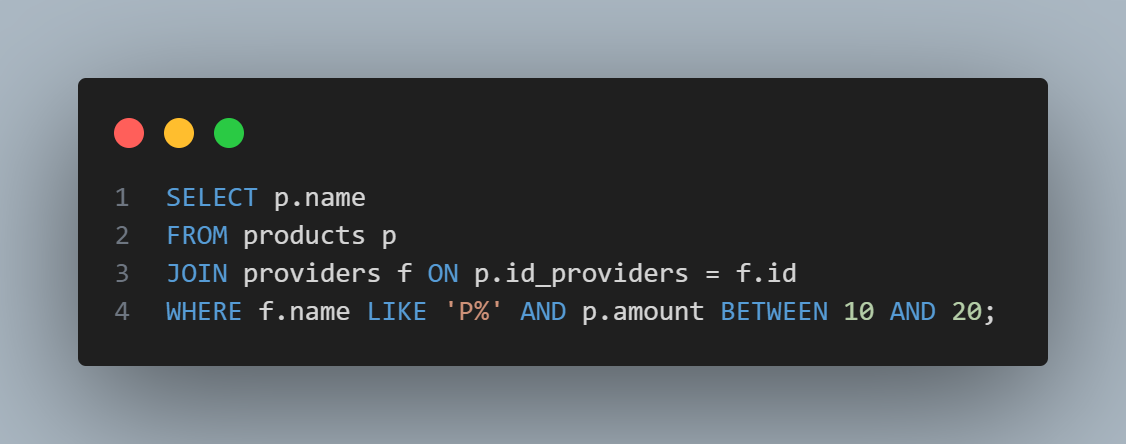 1 SELECT p.name
2 FROM products p
3 JOIN providers f ON p.id_providers = f.id
4 WHERE f.name LIKE 'P%' AND p.amount BETWEEN 10 AND 20;